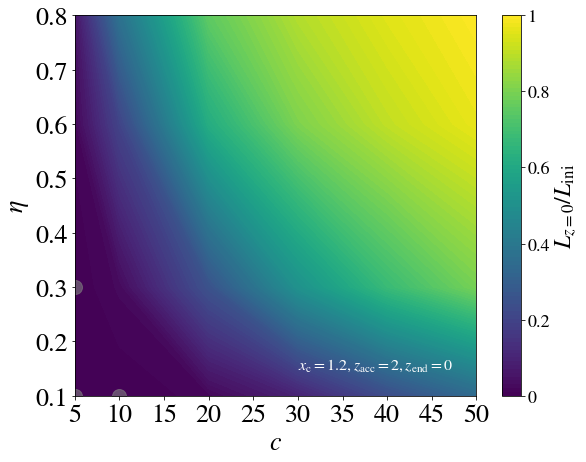 0.8
0.7
0.6
0.5
0.4
0.3
0.2
0.1
η
5 10 15 20 25 30 35 40 45 50
c
x_c = 1.2, z_acc = 2, z_end = 0
1
0.8
0.6
0.4
0.2
0
L_{z=0}/L_ini